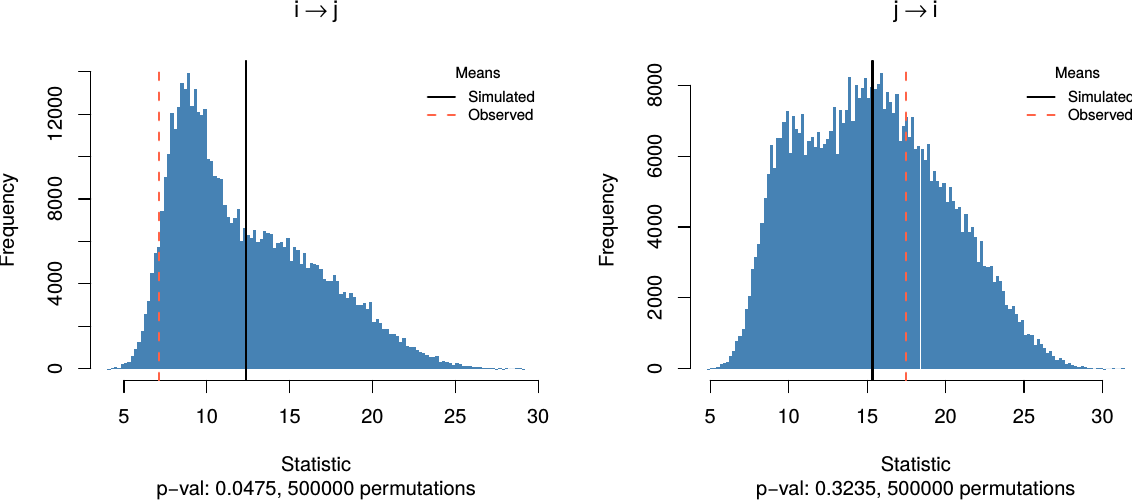 i → j
Frequency
0
4000
8000
12000
5
10
15
20
25
30
Means
Simulated
Observed
Statistic
p−val: 0.0475, 500000 permutations
j → i
Frequency
0
2000
4000
6000
8000
5
10
15
20
25
30
Means
Simulated
Observed
Statistic
p−val: 0.3235, 500000 permutations